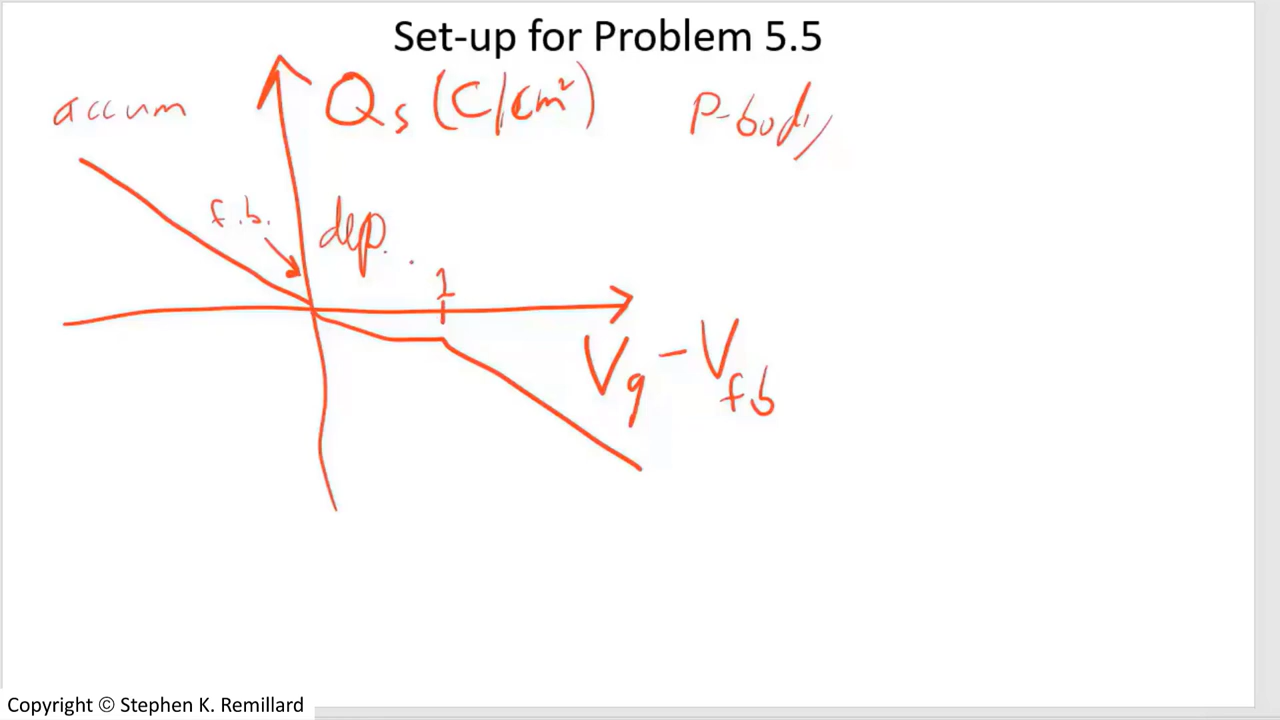 Set-up for Problem 5.5
accum
Qs (C/cm²)
P-body
f.b.
dep.
1
Vg - Vfb
Copyright © Stephen K. Remillard